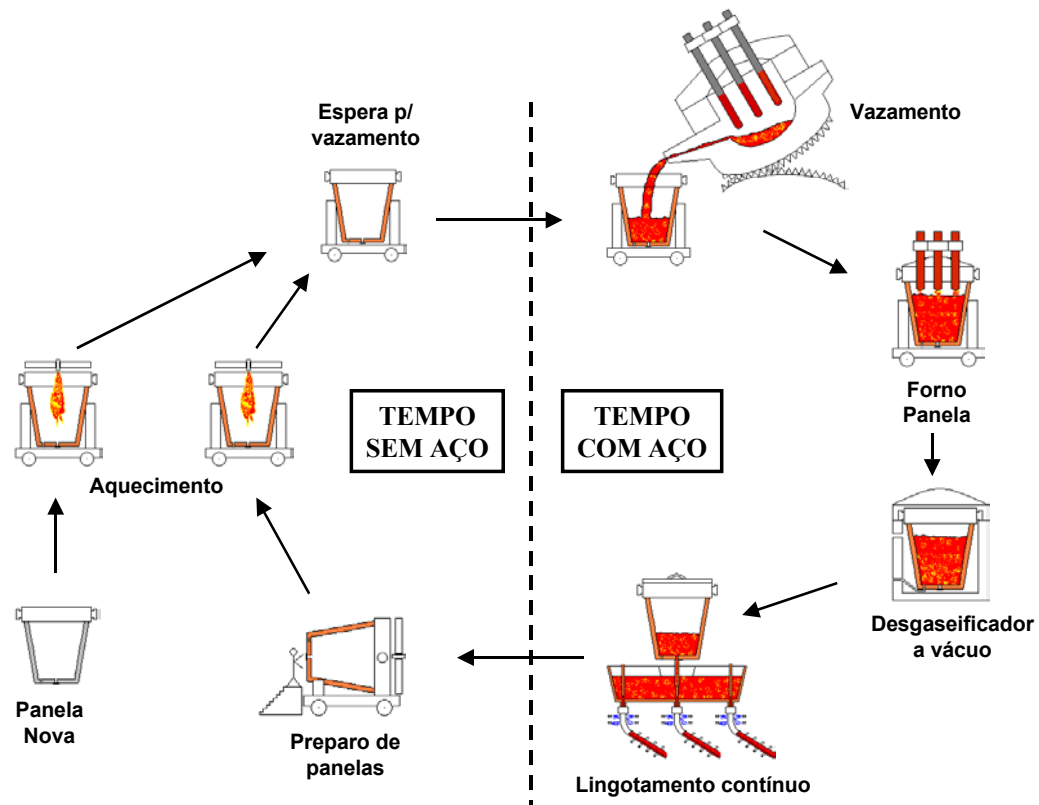 Espera p/
vazamento
Vazamento
Forno
Panela
TEMPO
SEM AÇO
TEMPO
COM AÇO
Aquecimento
Desgaseificador
a vácuo
Panela
Nova
Preparo de
panelas
Lingotamento contínuo